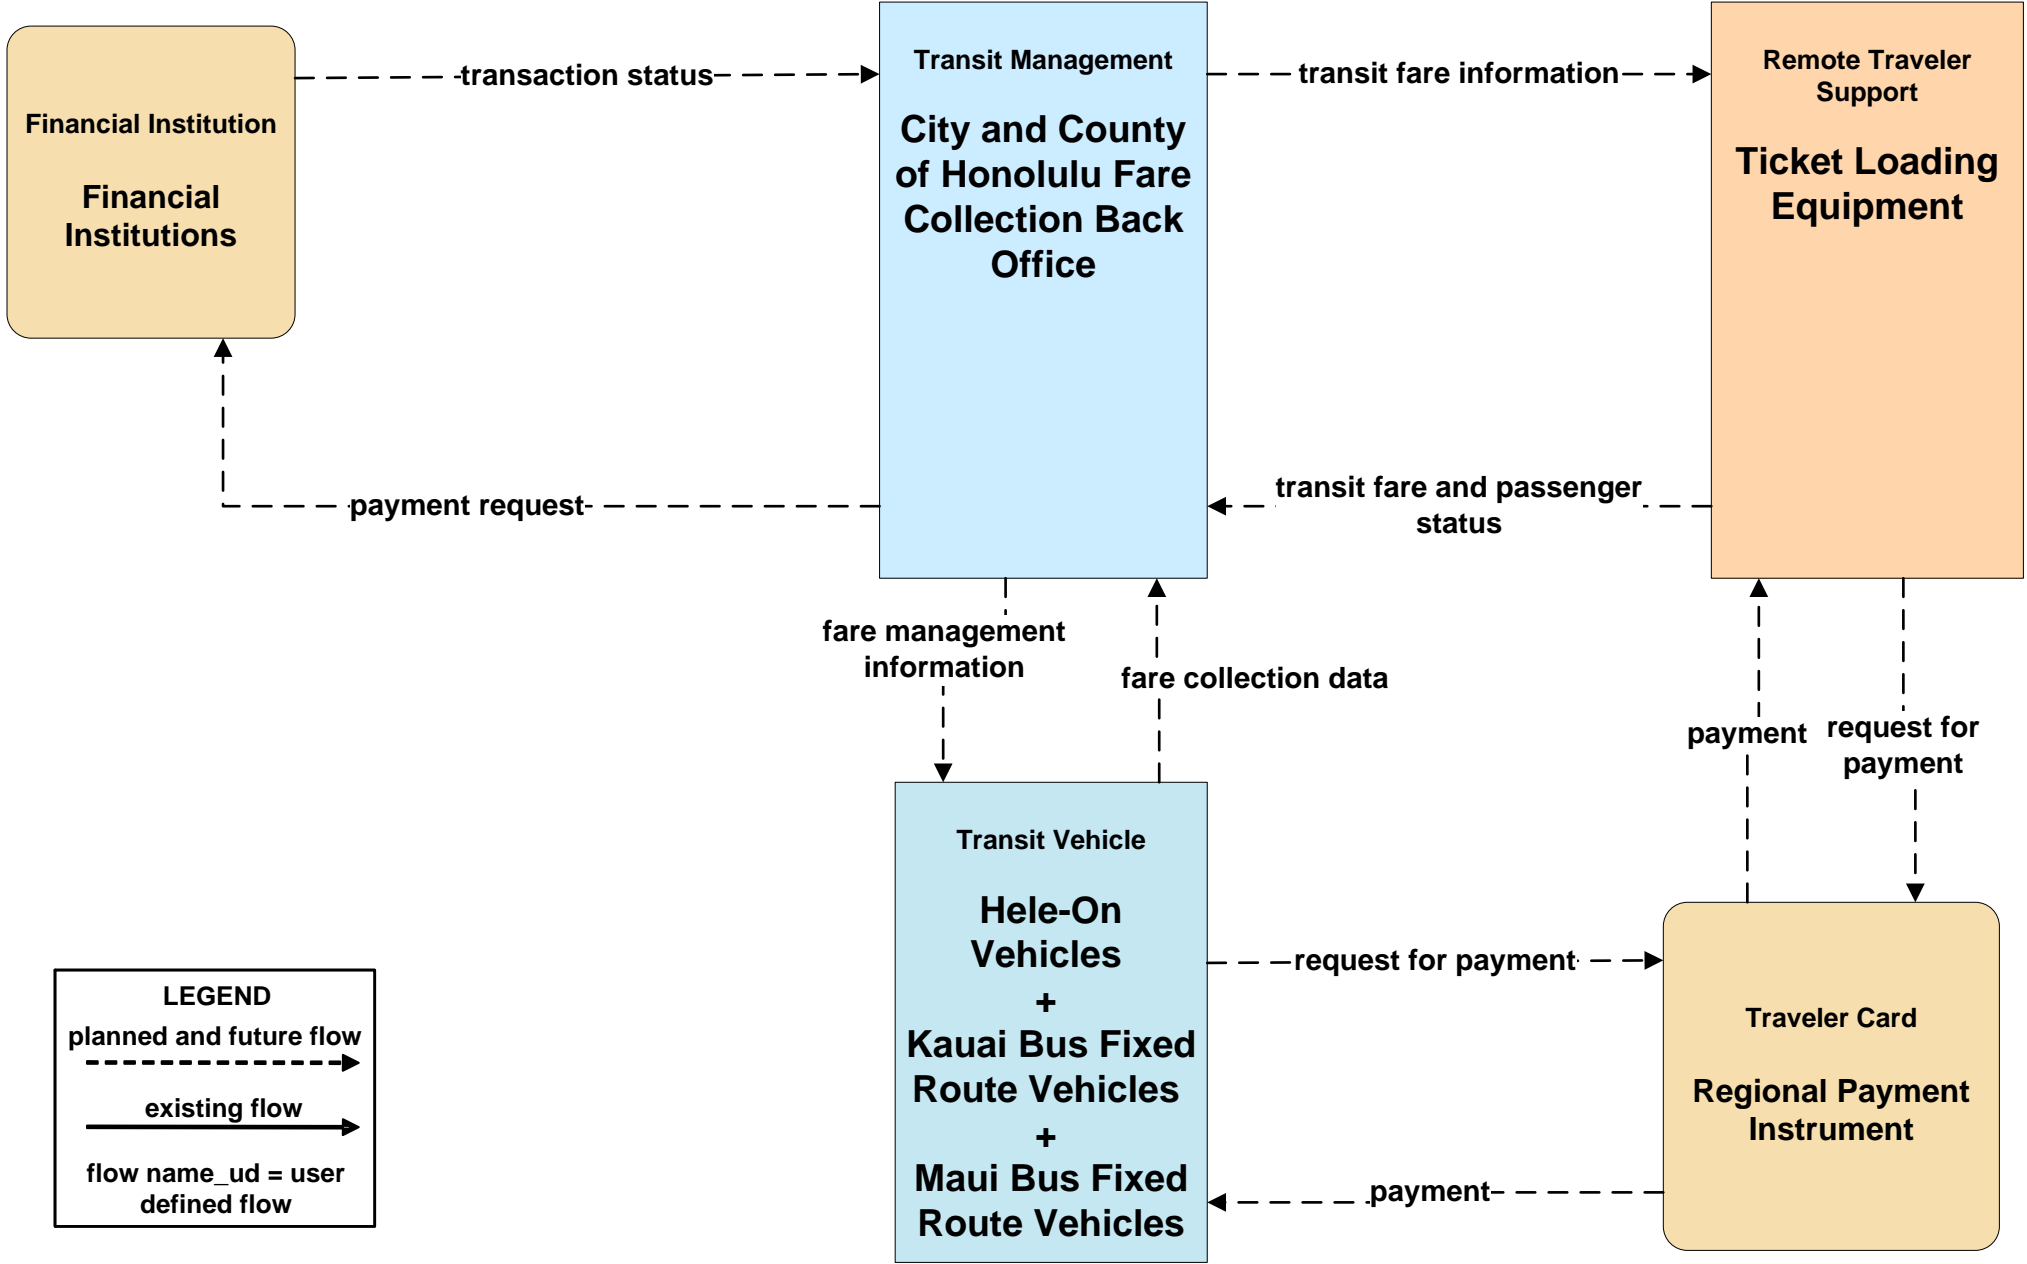 Financial Institution
Financial
Institutions
transaction status
Transit Management
City and County
of Honolulu Fare
Collection Back
Office
transit fare information
Remote Traveler
Support
Ticket Loading
Equipment
payment request
transit fare and passenger
status
fare management
information
fare collection data
payment
request for
payment
Transit Vehicle
Hele-On
Vehicles
+
Kauai Bus Fixed
Route Vehicles
+
Maui Bus Fixed
Route Vehicles
request for payment
payment
Traveler Card
Regional Payment
Instrument
LEGEND
planned and future flow
existing flow
flow name_ud = user
defined flow